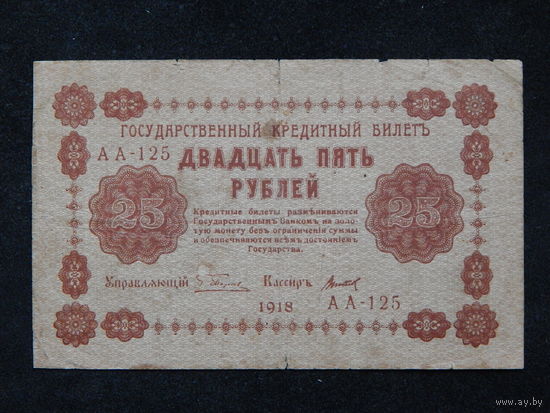 ГОСУДАРСТВЕННЫЙ КРЕДИТНЫЙ БИЛЕТЪ
АА-125
ДВАДЦАТЬ ПЯТЬ
РУБЛЕЙ
25
25
Кредитные билеты размѣниваются
Государственнымъ Банкомъ на золо-
тую монету безъ ограниченія суммы
и обезпечиваются всѣмъ достояніемъ
Государства.
Управляющій
Кассиръ
1918
АА-125
www.ay.by